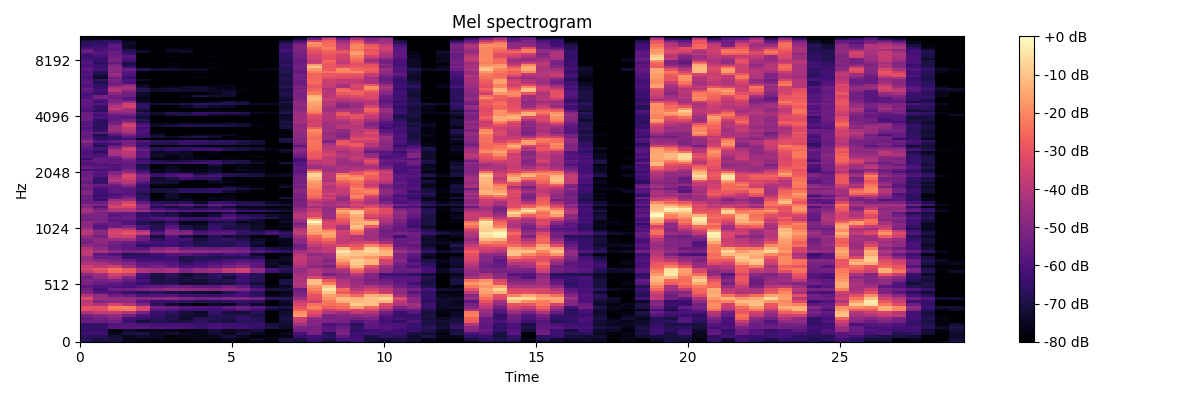 Mel spectrogram
Hz
8192
4096
2048
1024
512
0
0 5 10 15 20 25
Time
+0 dB
-10 dB
-20 dB
-30 dB
-40 dB
-50 dB
-60 dB
-70 dB
-80 dB